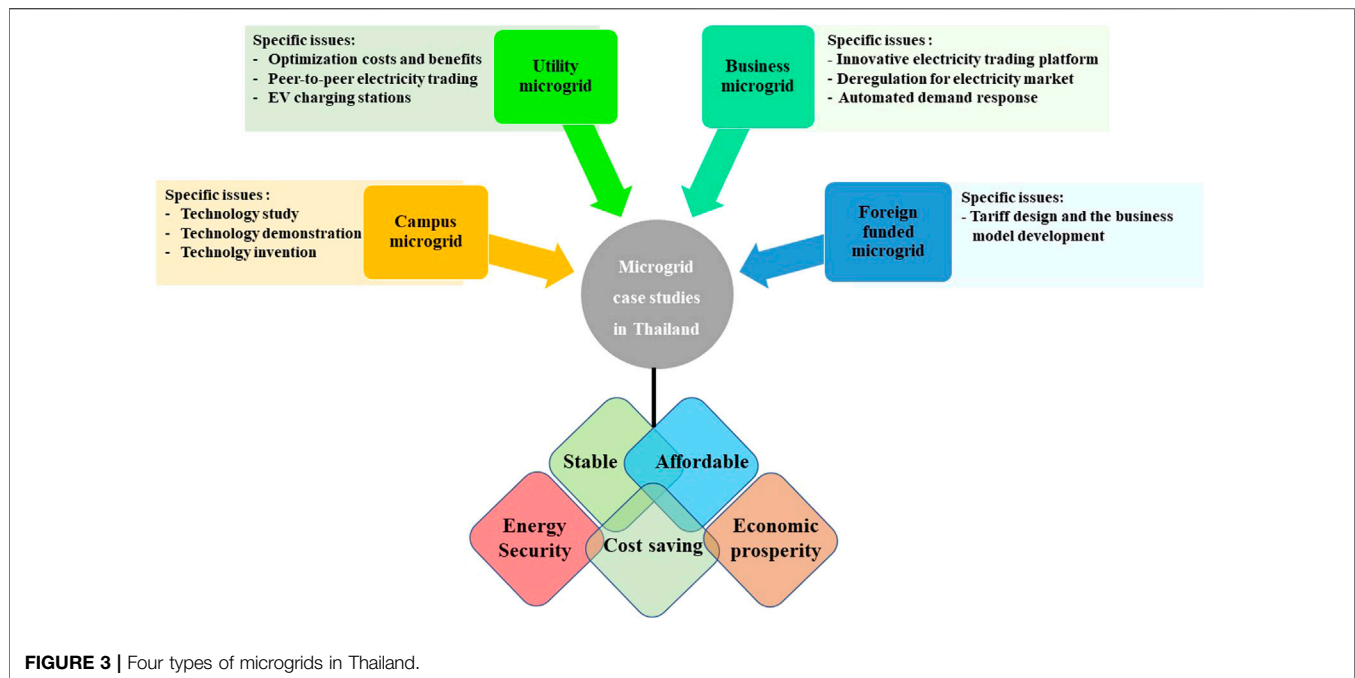 Specific issues:
- Optimization costs and benefits
- Peer-to-peer electricity trading
- EV charging stations
Utility
microgrid
Business
microgrid
Specific issues :
- Innovative electricity trading platform
- Deregulation for electricity market
- Automated demand response
Specific issues :
- Technology study
- Technology demonstration
- Technolgy invention
Campus
microgrid
Foreign
funded
microgrid
Specific issues:
- Tariff design and the business
model development
Microgrid
case studies
in Thailand
Stable
Affordable
Energy
Security
Cost saving
Economic
prosperity
FIGURE 3 | Four types of microgrids in Thailand.